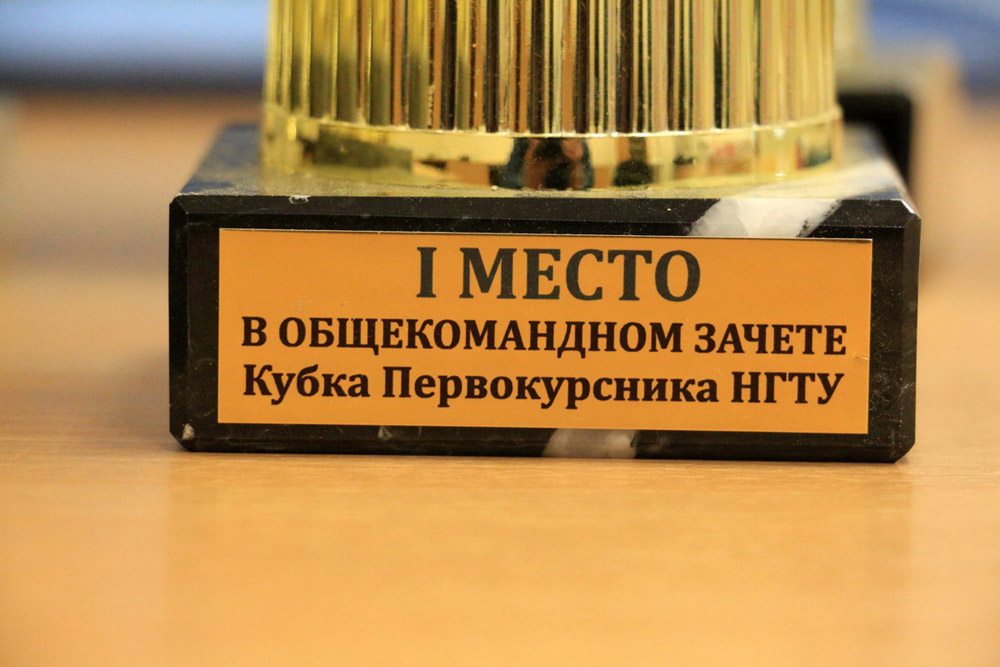 I МЕСТО
В ОБЩЕКОМАНДНОМ ЗАЧЕТЕ
Кубка Первокурсника НГТУ